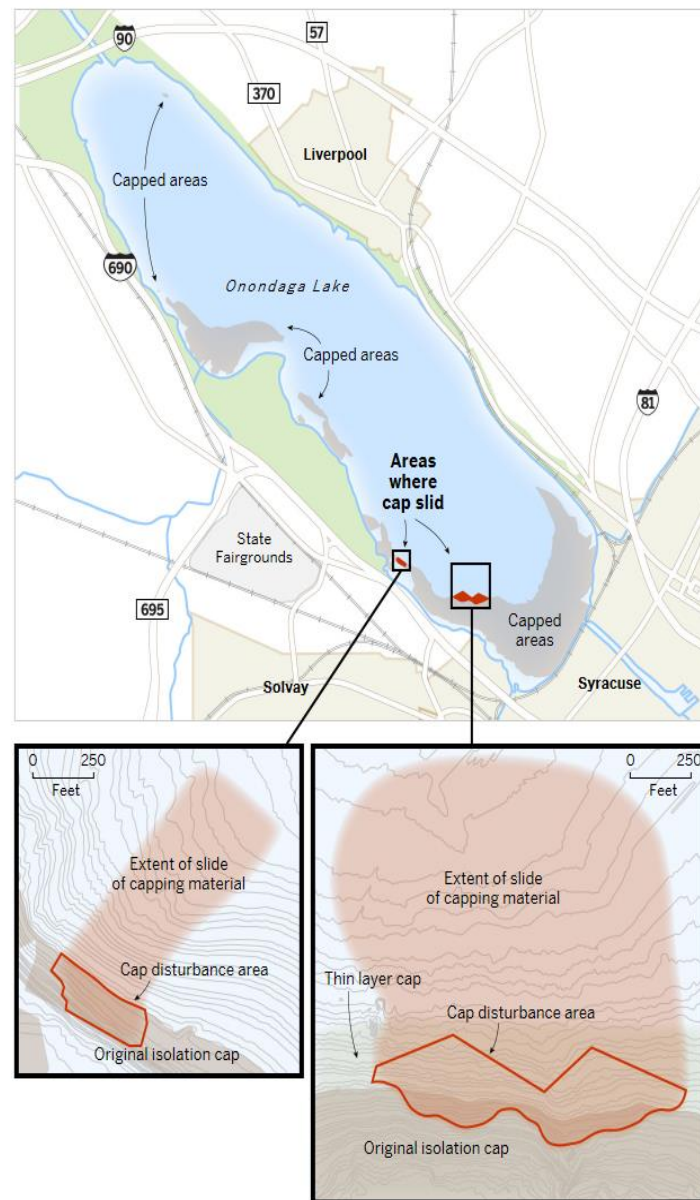 90
57
370
Liverpool
Capped areas
690
Onondaga Lake
Capped areas
81
Areas
where
cap slid
State
Fairgrounds
695
Capped
areas
Solvay
Syracuse
0 250
Feet
Extent of slide
of capping material
Cap disturbance area
Original isolation cap
0 250
Feet
Extent of slide
of capping material
Thin layer cap
Cap disturbance area
Original isolation cap